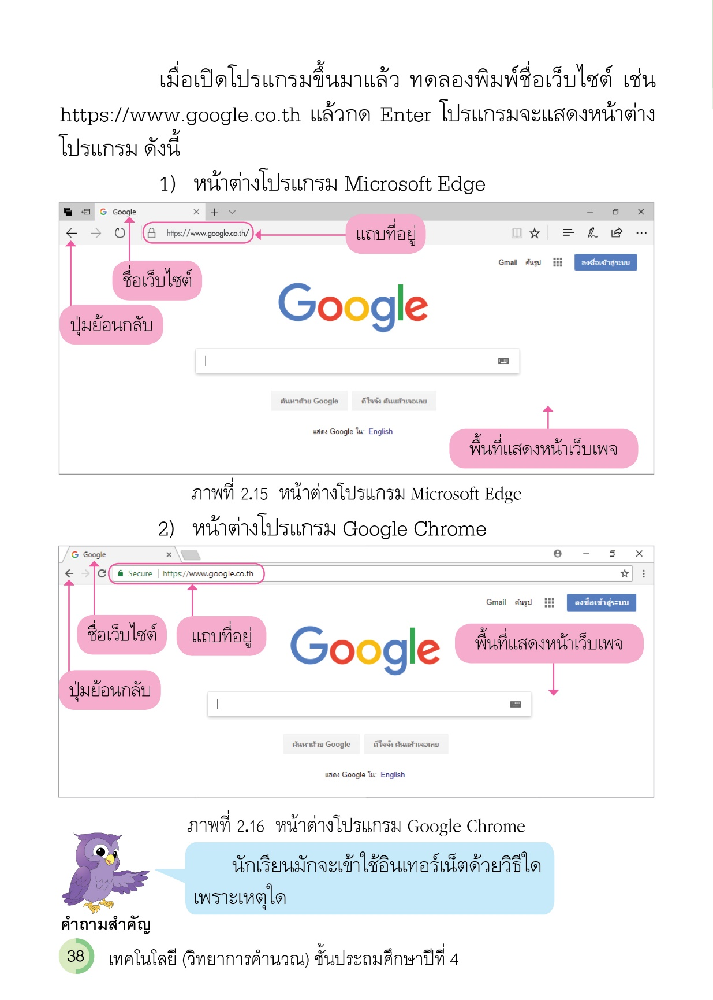 เมื่อเปิดโปรแกรมขึ้นมาแล้ว ทดลองพิมพ์ชื่อเว็บไซต์ เช่น
https://www.google.co.th แล้วกด Enter โปรแกรมจะแสดงหน้าต่าง
โปรแกรม ดังนี้
1) หน้าต่างโปรแกรม Microsoft Edge
Google
https://www.google.co.th/
แถบที่อยู่
Gmail ค้นรูป ลงชื่อเข้าสู่ระบบ
ชื่อเว็บไซต์
Google
ปุ่มย้อนกลับ
ค้นหาด้วย Google ดีใจจัง ค้นแล้วเจอเลย
แสดง Google ใน: English
พื้นที่แสดงหน้าเว็บเพจ
ภาพที่ 2.15 หน้าต่างโปรแกรม Microsoft Edge
2) หน้าต่างโปรแกรม Google Chrome
Google
Secure | https://www.google.co.th
Gmail ค้นรูป ลงชื่อเข้าสู่ระบบ
ชื่อเว็บไซต์ แถบที่อยู่ พื้นที่แสดงหน้าเว็บเพจ
Google
ปุ่มย้อนกลับ
ค้นหาด้วย Google ดีใจจัง ค้นแล้วเจอเลย
แสดง Google ใน: English
ภาพที่ 2.16 หน้าต่างโปรแกรม Google Chrome
นักเรียนมักจะเข้าใช้อินเทอร์เน็ตด้วยวิธีใด
เพราะเหตุใด
คำถามสำคัญ
38 เทคโนโลยี (วิทยาการคำนวณ) ชั้นประถมศึกษาปีที่ 4